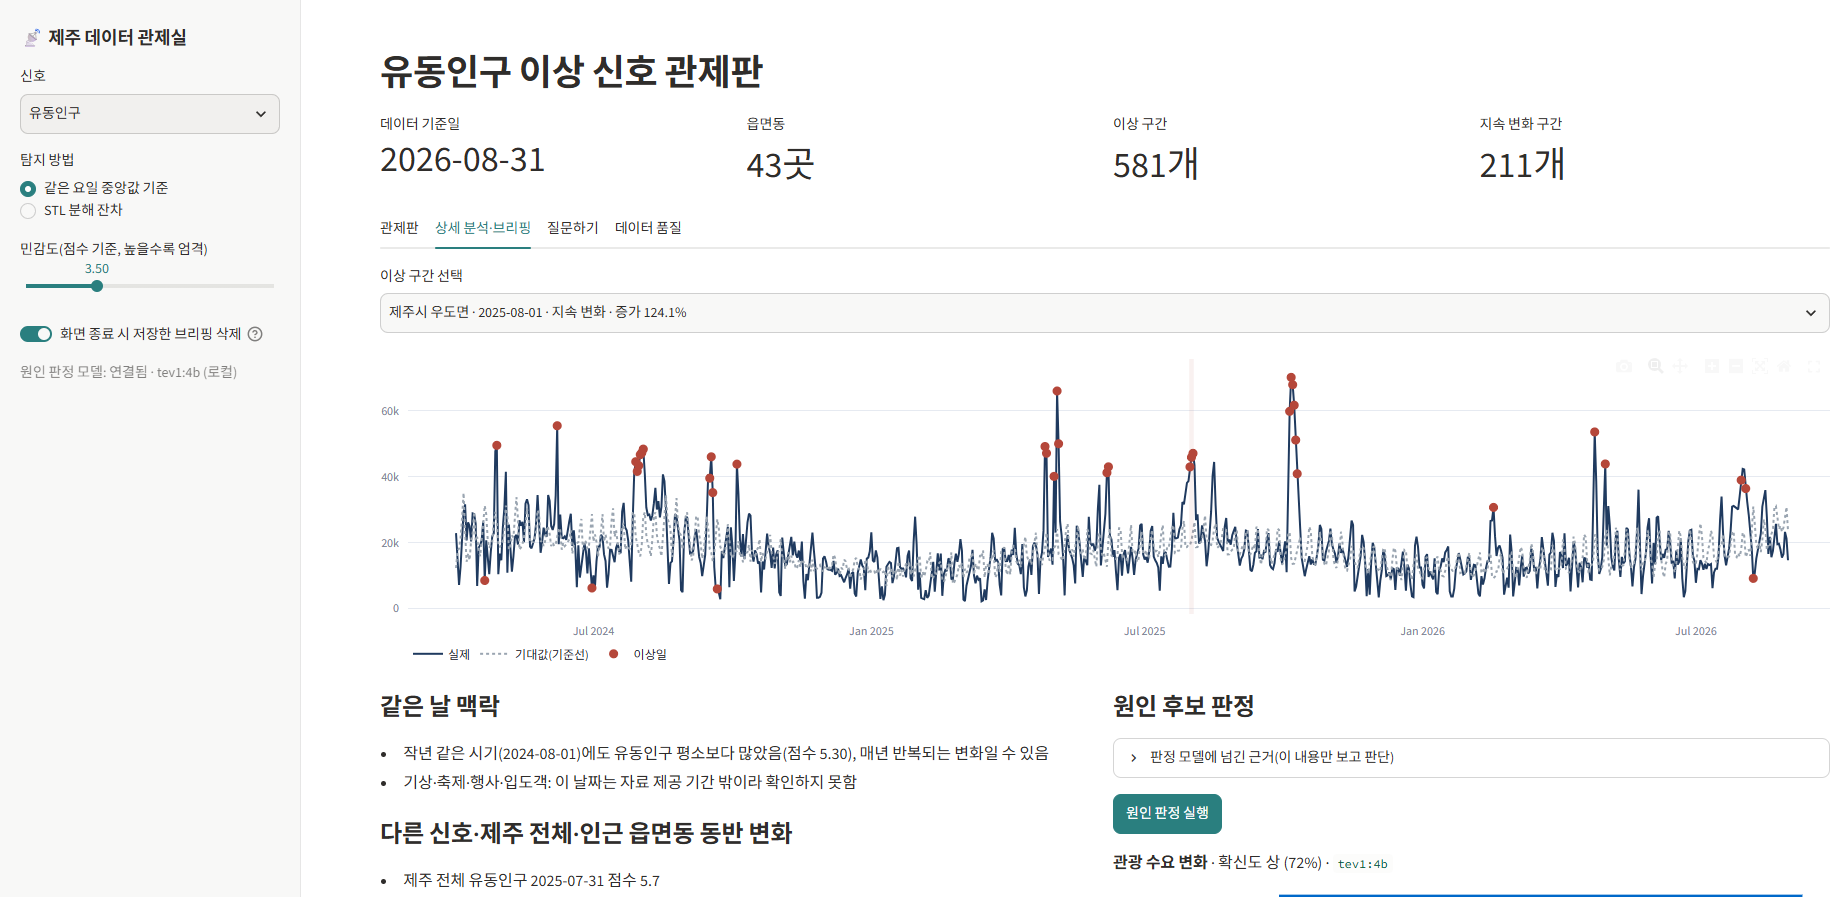 제주 데이터 관제실
신호
유동인구
탐지 방법
같은 요일 중앙값 기준
STL 분해 잔차
민감도(점수 기준, 높을수록 엄격)
3.50
화면 종료 시 저장한 브리핑 삭제
원인 판정 모델: 연결됨 · tev1:4b (로컬)
유동인구 이상 신호 관제판
데이터 기준일
2026-08-31
읍면동
43곳
이상 구간
581개
지속 변화 구간
211개
관제판 상세 분석·브리핑 질문하기 데이터 품질
이상 구간 선택
제주시 우도면 · 2025-08-01 · 지속 변화 · 증가 124.1%
60k
40k
20k
0
Jul 2024 Jan 2025 Jul 2025 Jan 2026 Jul 2026
실제 기대값(기준선) 이상일
같은 날 맥락
작년 같은 시기(2024-08-01)에도 유동인구 평소보다 많았음(점수 5.30), 매년 반복되는 변화일 수 있음
기상·축제·행사·입도객: 이 날짜는 자료 제공 기간 밖이라 확인하지 못함
다른 신호·제주 전체·인근 읍면동 동반 변화
제주 전체 유동인구 2025-07-31 점수 5.7
원인 후보 판정
판정 모델에 넘긴 근거(이 내용만 보고 판단)
원인 판정 실행
관광 수요 변화 · 확신도 상 (72%) · tev1:4b